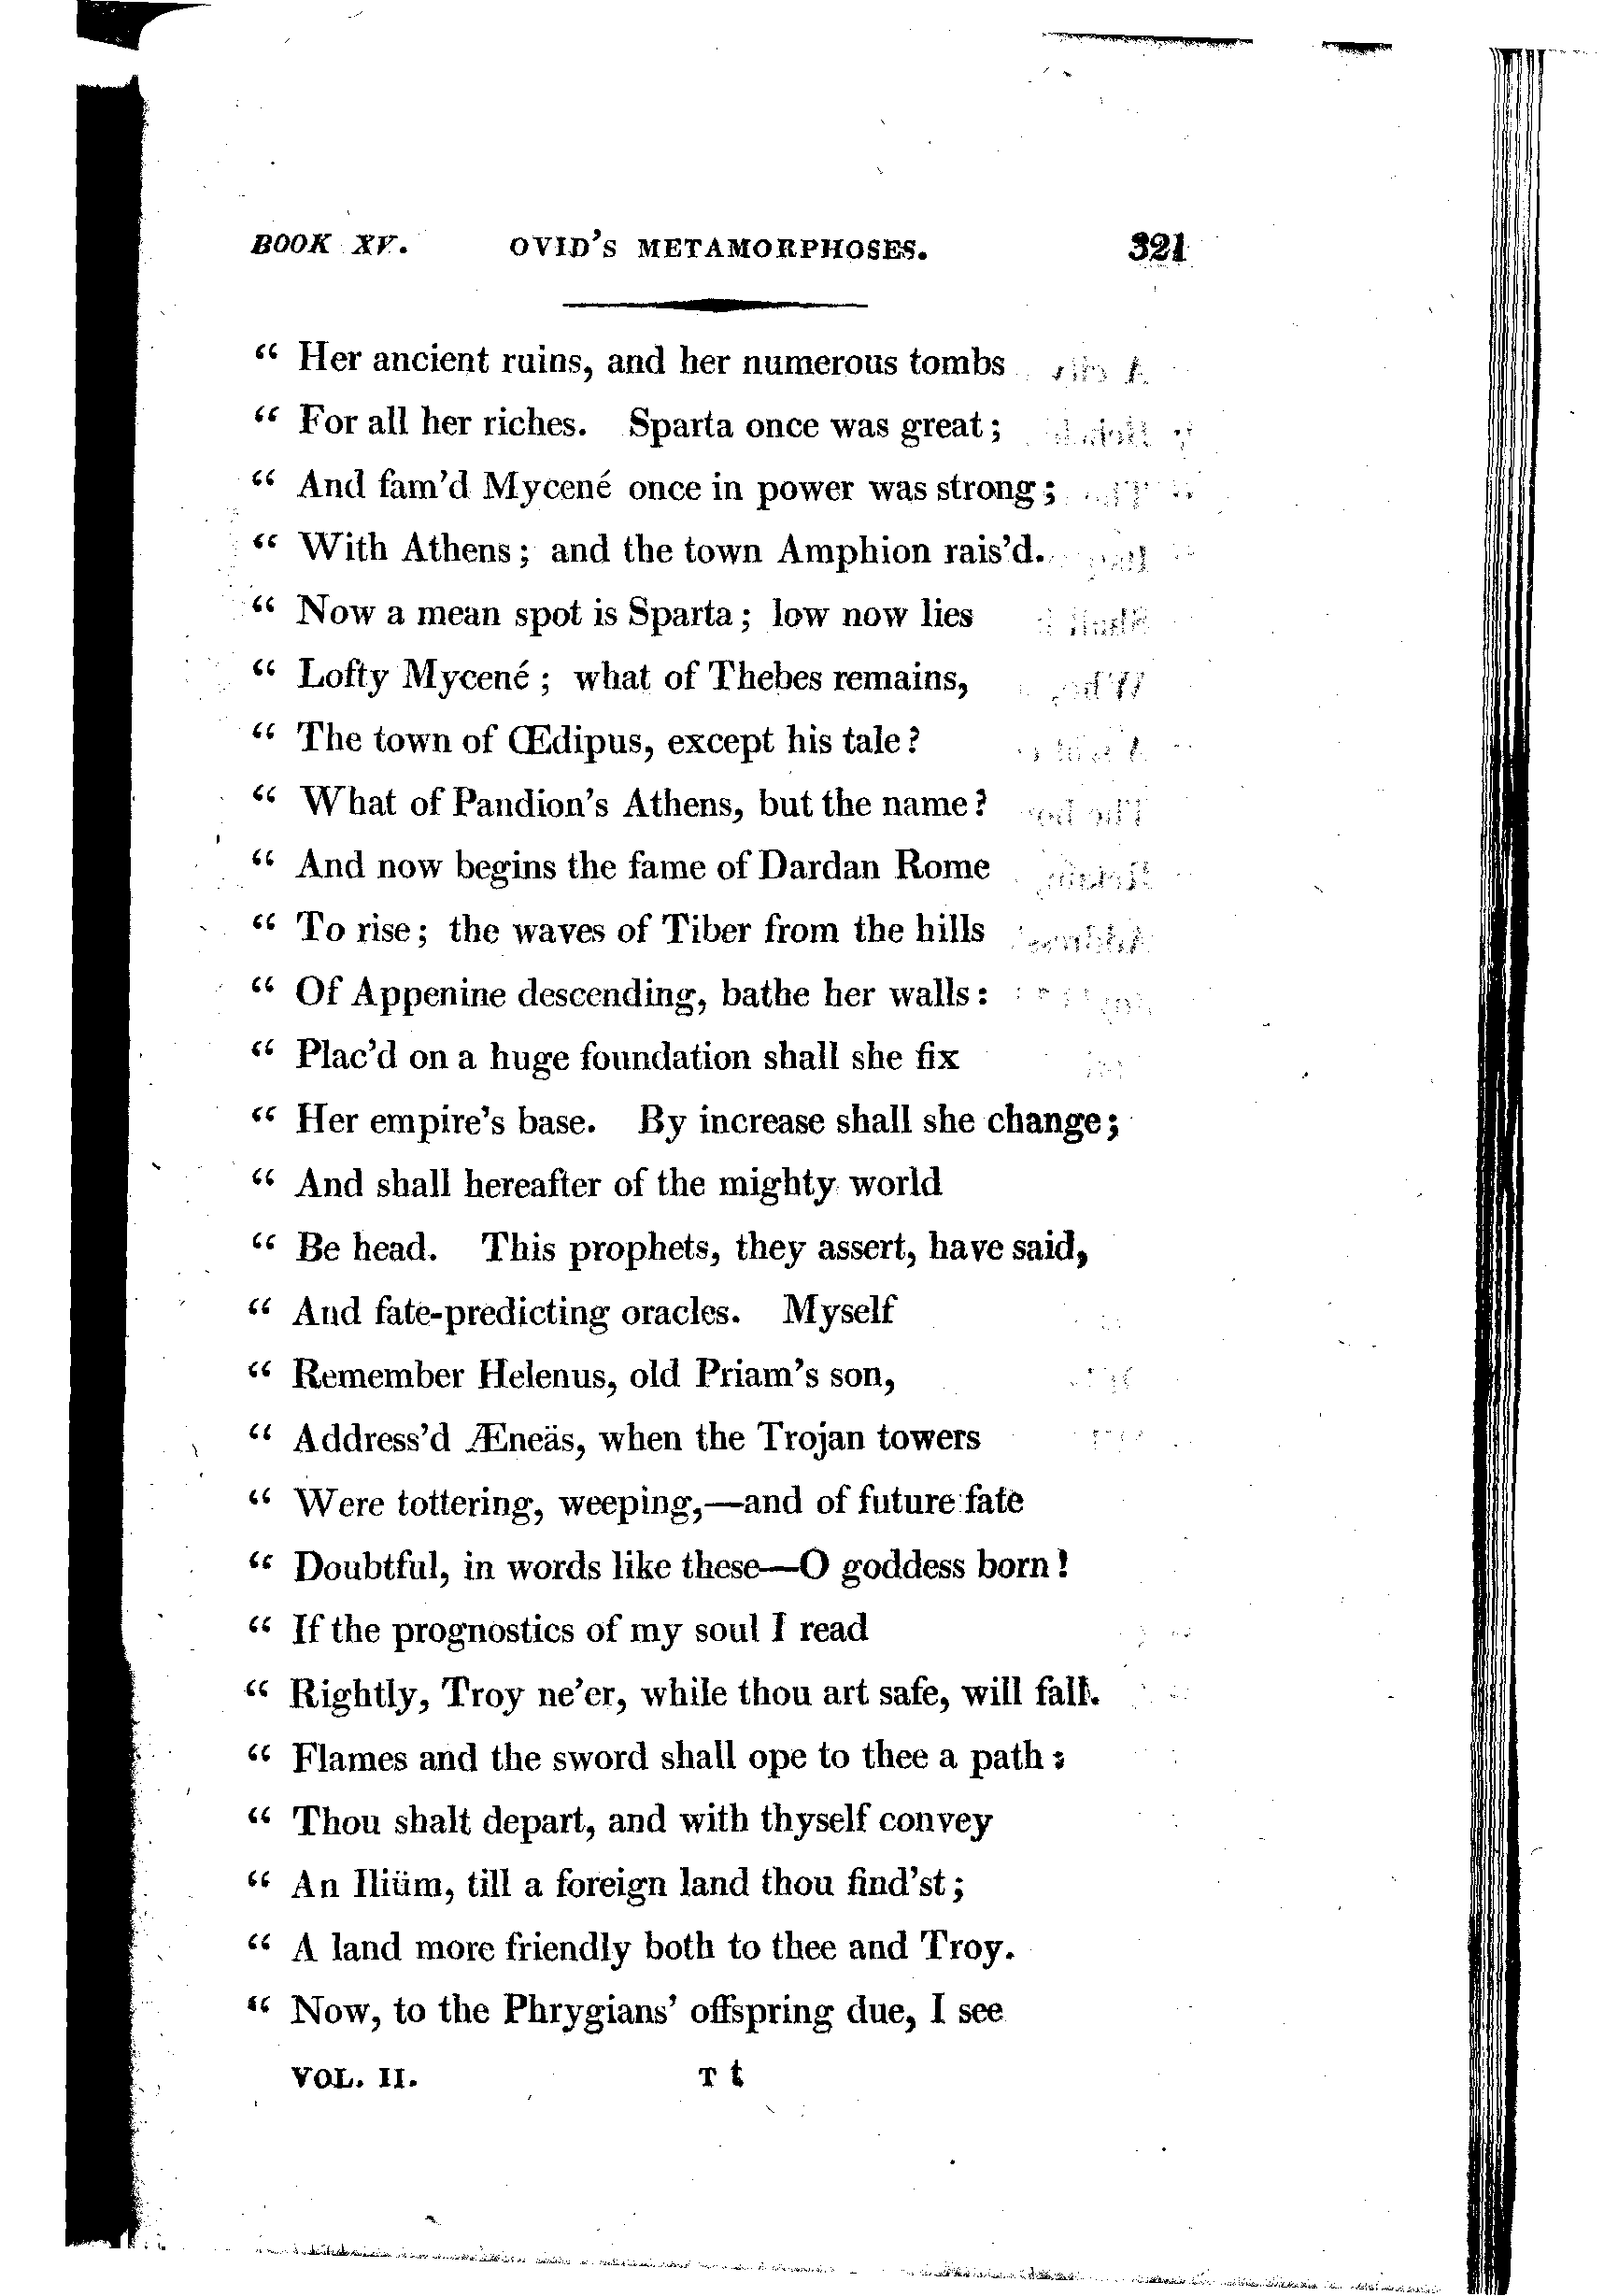 BOOK XV. OVID'S METAMORPHOSES. 321
“ Her ancient ruins, and her numerous tombs
“ For all her riches. Sparta once was great;
“ And fam'd Mycené once in power was strong;
“ With Athens; and the town Amphion rais'd.
“ Now a mean spot is Sparta; low now lies
“ Lofty Mycené; what of Thebes remains,
“ The town of Œdipus, except his tale?
“ What of Pandion's Athens, but the name?
“ And now begins the fame of Dardan Rome
“ To rise; the waves of Tiber from the hills
“ Of Appenine descending, bathe her walls:
“ Plac'd on a huge foundation shall she fix
“ Her empire's base. By increase shall she change;
“ And shall hereafter of the mighty world
“ Be head. This prophets, they assert, have said,
“ And fate-predicting oracles. Myself
“ Remember Helenus, old Priam's son,
“ Address'd Æneäs, when the Trojan towers
“ Were tottering, weeping,—and of future fate
“ Doubtful, in words like these—O goddess born!
“ If the prognostics of my soul I read
“ Rightly, Troy ne'er, while thou art safe, will fall.
“ Flames and the sword shall ope to thee a path:
“ Thou shalt depart, and with thyself convey
“ An Iliüm, till a foreign land thou find'st;
“ A land more friendly both to thee and Troy.
“ Now, to the Phrygians' offspring due, I see
VOL. II. T t